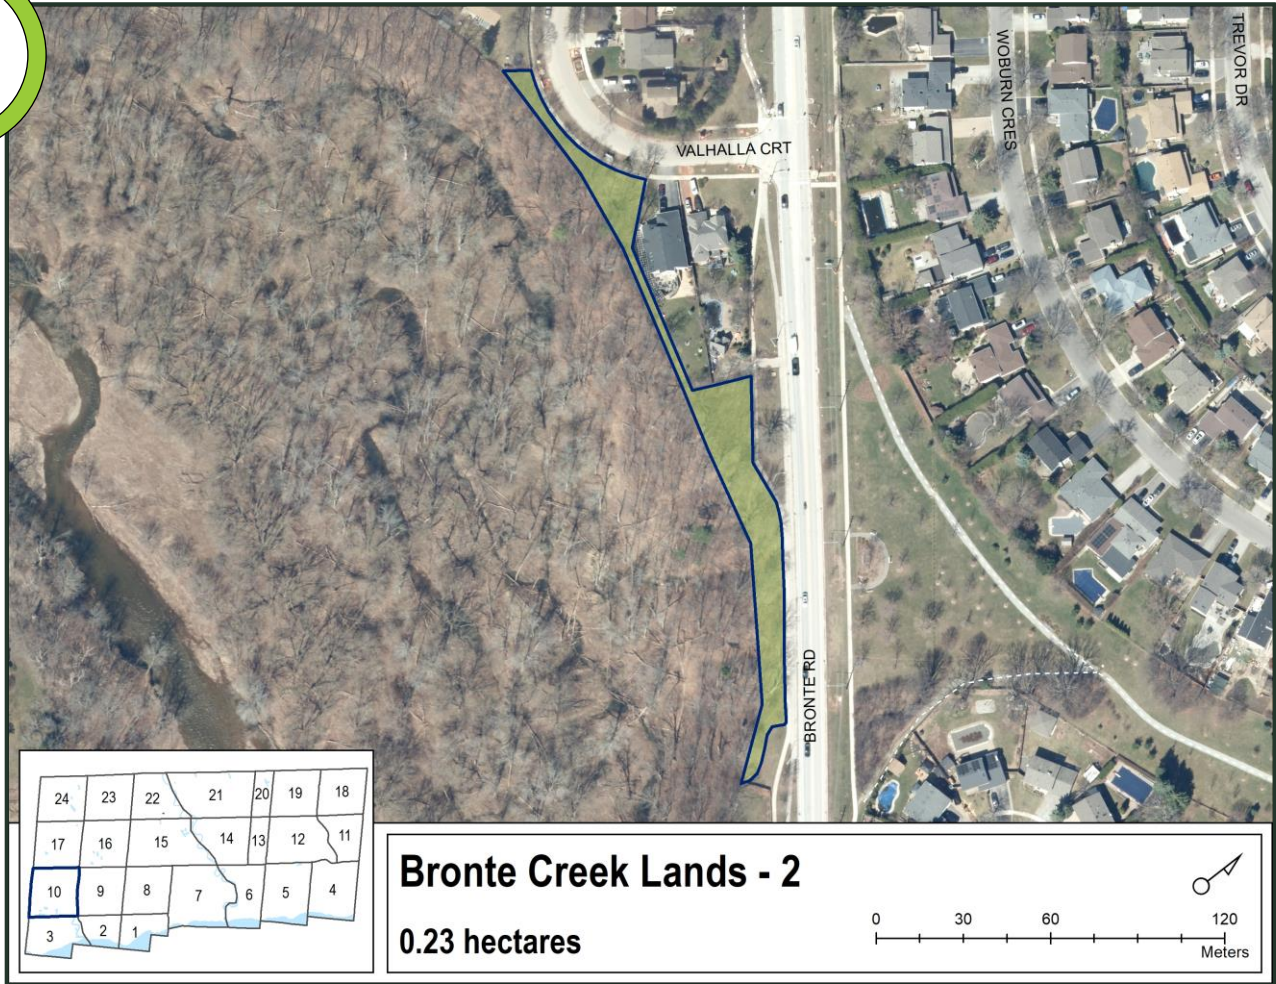 TREVOR DR
WOBURN CRES
VALHALLA CRT
BRONTE RD
24 23 22 21 20 19 18
17 16 15 14 13 12 11
10 9 8 7 6 5 4
3 2 1
Bronte Creek Lands - 2
0.23 hectares
0 30 60 120
Meters